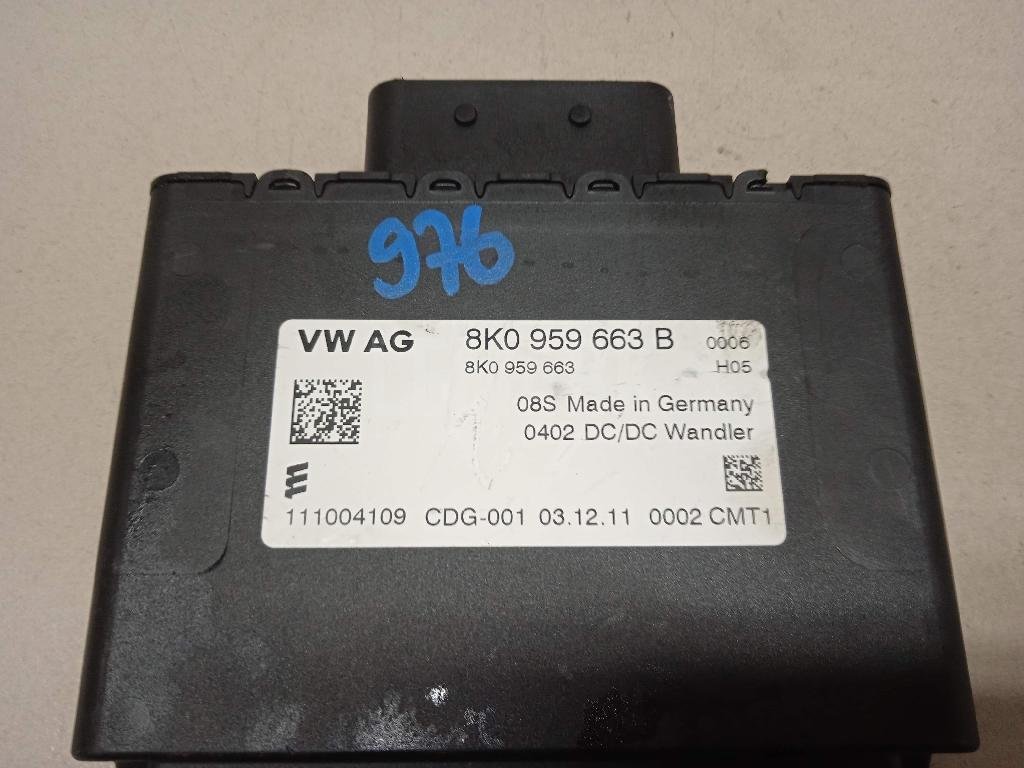 976
VW AG 8K0 959 663 B 0006
8K0 959 663 H05
08S Made in Germany
0402 DC/DC Wandler
111004109 CDG-001 03.12.11 0002 CMT1